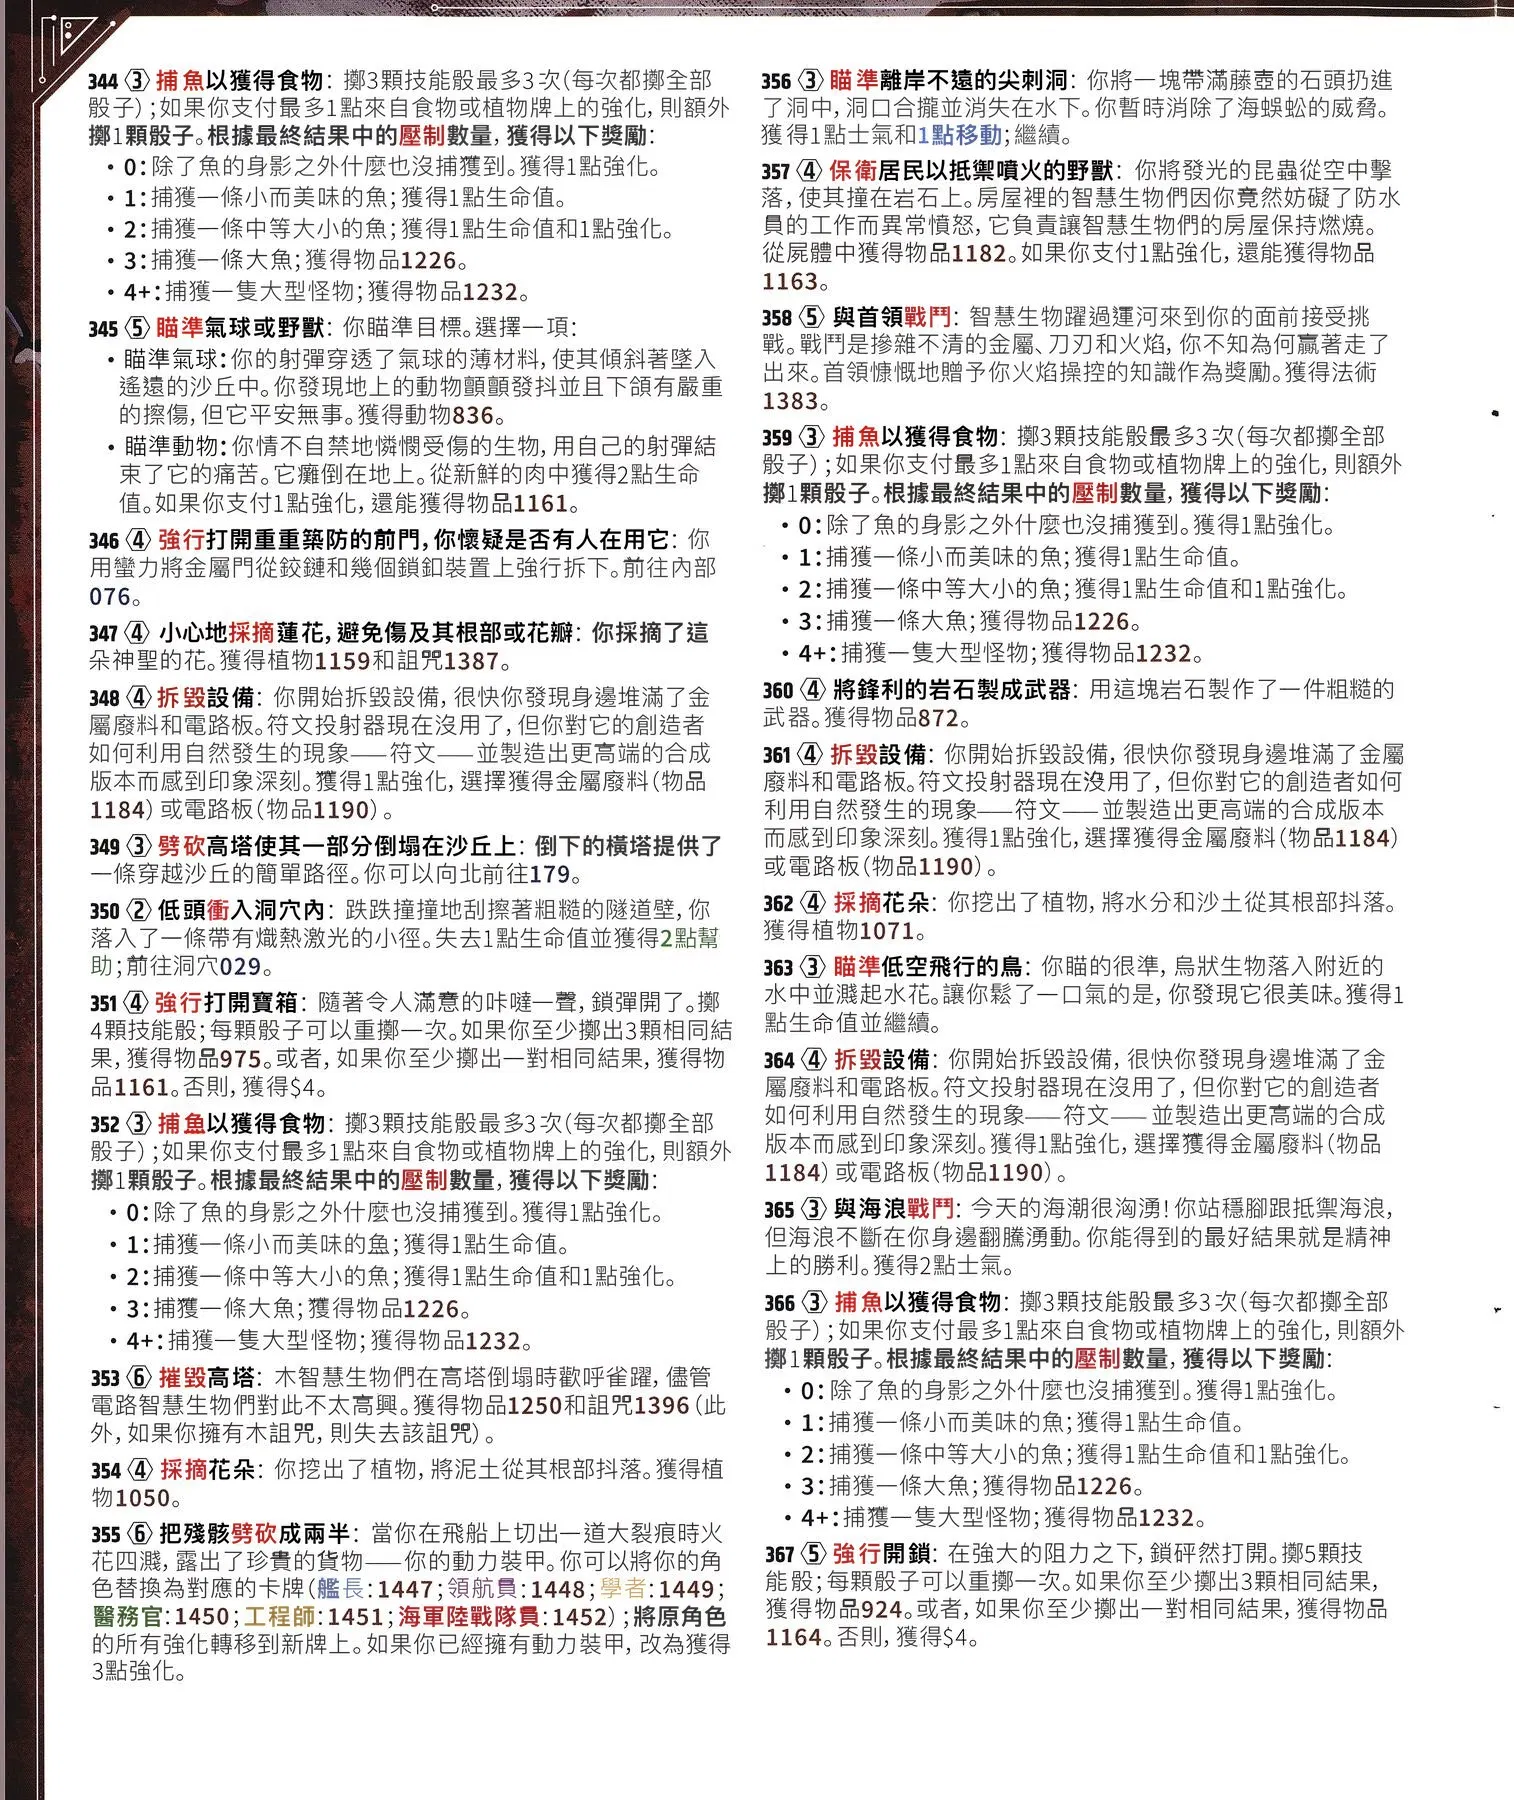 344 ③ 捕魚以獲得食物：擲3顆技能骰最多3次（每次都擲全部
骰子）；如果你支付最多1點來自食物或植物牌上的強化，則額外
擲1顆骰子。根據最終結果中的壓制數量，獲得以下獎勵：
• 0：除了魚的身影之外什麼也沒捕獲到。獲得1點強化。
• 1：捕獲一條小而美味的魚；獲得1點生命值。
• 2：捕獲一條中等大小的魚；獲得1點生命值和1點強化。
• 3：捕獲一條大魚；獲得物品1226。
• 4+：捕獲一隻大型怪物；獲得物品1232。
345 ⑤ 瞄準氣球或野獸：你瞄準目標。選擇一項：
• 瞄準氣球：你的射彈穿透了氣球的薄材料，使其傾斜著墜入
遙遠的沙丘中。你發現地上的動物顫顫發抖並且下頜有嚴重
的擦傷，但它平安無事。獲得動物836。
• 瞄準動物：你情不自禁地憐憫受傷的生物，用自己的射彈結
束了它的痛苦。它癱倒在地上。從新鮮的肉中獲得2點生命
值。如果你支付1點強化，還能獲得物品1161。
346 ④ 強行打開重重築防的前門，你懷疑是否有人在用它：你
用蠻力將金屬門從鉸鏈和幾個鎖釦裝置上強行拆下。前往內部
076。
347 ④ 小心地採摘蓮花，避免傷及其根部或花瓣：你採摘了這
朵神聖的花。獲得植物1159和詛咒1387。
348 ④ 拆毀設備：你開始拆毀設備，很快你發現身邊堆滿了金
屬廢料和電路板。符文投射器現在沒用了，但你對它的創造者
如何利用自然發生的現象——符文——並製造出更高端的合成
版本而感到印象深刻。獲得1點強化，選擇獲得金屬廢料（物品
1184）或電路板（物品1190）。
349 ③ 劈砍高塔使其一部分倒塌在沙丘上：倒下的橫塔提供了
一條穿越沙丘的簡單路徑。你可以向北前往179。
350 ② 低頭衝入洞穴內：跌跌撞撞地刮擦著粗糙的隧道壁，你
落入了一條帶有熾熱激光的小徑。失去1點生命值並獲得2點幫
助；前往洞穴029。
351 ④ 強行打開寶箱：隨著令人滿意的咔噠一聲，鎖彈開了。擲
4顆技能骰；每顆骰子可以重擲一次。如果你至少擲出3顆相同結
果，獲得物品975。或者，如果你至少擲出一對相同結果，獲得物
品1161。否則，獲得$4。
352 ③ 捕魚以獲得食物：擲3顆技能骰最多3次（每次都擲全部
骰子）；如果你支付最多1點來自食物或植物牌上的強化，則額外
擲1顆骰子。根據最終結果中的壓制數量，獲得以下獎勵：
• 0：除了魚的身影之外什麼也沒捕獲到。獲得1點強化。
• 1：捕獲一條小而美味的魚；獲得1點生命值。
• 2：捕獲一條中等大小的魚；獲得1點生命值和1點強化。
• 3：捕獲一條大魚；獲得物品1226。
• 4+：捕獲一隻大型怪物；獲得物品1232。
353 ⑥ 摧毀高塔：木智慧生物們在高塔倒塌時歡呼雀躍，儘管
電路智慧生物們對此不太高興。獲得物品1250和詛咒1396（此
外，如果你擁有木詛咒，則失去該詛咒）。
354 ④ 採摘花朵：你挖出了植物，將泥土從其根部抖落。獲得植
物1050。
355 ⑥ 把殘骸劈砍成兩半：當你在飛船上切出一道大裂痕時火
花四濺，露出了珍貴的貨物——你的動力裝甲。你可以將你的角
色替換為對應的卡牌（艦長：1447；領航員：1448；學者：1449；
醫務官：1450；工程師：1451；海軍陸戰隊員：1452）；將原角色
的所有強化轉移到新牌上。如果你已經擁有動力裝甲，改為獲得
3點強化。
356 ③ 瞄準離岸不遠的尖刺洞：你將一塊帶滿藤壺的石頭扔進
了洞中，洞口合攏並消失在水下。你暫時消除了海蜈蚣的威脅。
獲得1點士氣和1點移動；繼續。
357 ④ 保衛居民以抵禦噴火的野獸：你將發光的昆蟲從空中擊
落，使其撞在岩石上。房屋裡的智慧生物們因你竟然妨礙了防水
員的工作而異常憤怒，它負責讓智慧生物們的房屋保持燃燒。
從屍體中獲得物品1182。如果你支付1點強化，還能獲得物品
1163。
358 ⑤ 與首領戰鬥：智慧生物躍過運河來到你的面前接受挑
戰。戰鬥是摻雜不清的金屬、刀刃和火焰，你不知為何贏著走了
出來。首領慷慨地贈予你火焰操控的知識作為獎勵。獲得法術
1383。
359 ③ 捕魚以獲得食物：擲3顆技能骰最多3次（每次都擲全部
骰子）；如果你支付最多1點來自食物或植物牌上的強化，則額外
擲1顆骰子。根據最終結果中的壓制數量，獲得以下獎勵：
• 0：除了魚的身影之外什麼也沒捕獲到。獲得1點強化。
• 1：捕獲一條小而美味的魚；獲得1點生命值。
• 2：捕獲一條中等大小的魚；獲得1點生命值和1點強化。
• 3：捕獲一條大魚；獲得物品1226。
• 4+：捕獲一隻大型怪物；獲得物品1232。
360 ④ 將鋒利的岩石製成武器：用這塊岩石製作了一件粗糙的
武器。獲得物品872。
361 ④ 拆毀設備：你開始拆毀設備，很快你發現身邊堆滿了金屬
廢料和電路板。符文投射器現在沒用了，但你對它的創造者如何
利用自然發生的現象——符文——並製造出更高端的合成版本
而感到印象深刻。獲得1點強化，選擇獲得金屬廢料（物品1184）
或電路板（物品1190）。
362 ④ 採摘花朵：你挖出了植物，將水分和沙土從其根部抖落。
獲得植物1071。
363 ③ 瞄準低空飛行的鳥：你瞄的很準，鳥狀生物落入附近的
水中並濺起水花。讓你鬆了一口氣的是，你發現它很美味。獲得1
點生命值並繼續。
364 ④ 拆毀設備：你開始拆毀設備，很快你發現身邊堆滿了金
屬廢料和電路板。符文投射器現在沒用了，但你對它的創造者
如何利用自然發生的現象——符文——並製造出更高端的合成
版本而感到印象深刻。獲得1點強化，選擇獲得金屬廢料（物品
1184）或電路板（物品1190）。
365 ③ 與海浪戰鬥：今天的海潮很洶湧！你站穩腳跟抵禦海浪，
但海浪不斷在你身邊翻騰湧動。你能得到的最好結果就是精神
上的勝利。獲得2點士氣。
366 ③ 捕魚以獲得食物：擲3顆技能骰最多3次（每次都擲全部
骰子）；如果你支付最多1點來自食物或植物牌上的強化，則額外
擲1顆骰子。根據最終結果中的壓制數量，獲得以下獎勵：
• 0：除了魚的身影之外什麼也沒捕獲到。獲得1點強化。
• 1：捕獲一條小而美味的魚；獲得1點生命值。
• 2：捕獲一條中等大小的魚；獲得1點生命值和1點強化。
• 3：捕獲一條大魚；獲得物品1226。
• 4+：捕獲一隻大型怪物；獲得物品1232。
367 ⑤ 強行開鎖：在強大的阻力之下，鎖砰然打開。擲5顆技
能骰；每顆骰子可以重擲一次。如果你至少擲出3顆相同結果，
獲得物品924。或者，如果你至少擲出一對相同結果，獲得物品
1164。否則，獲得$4。